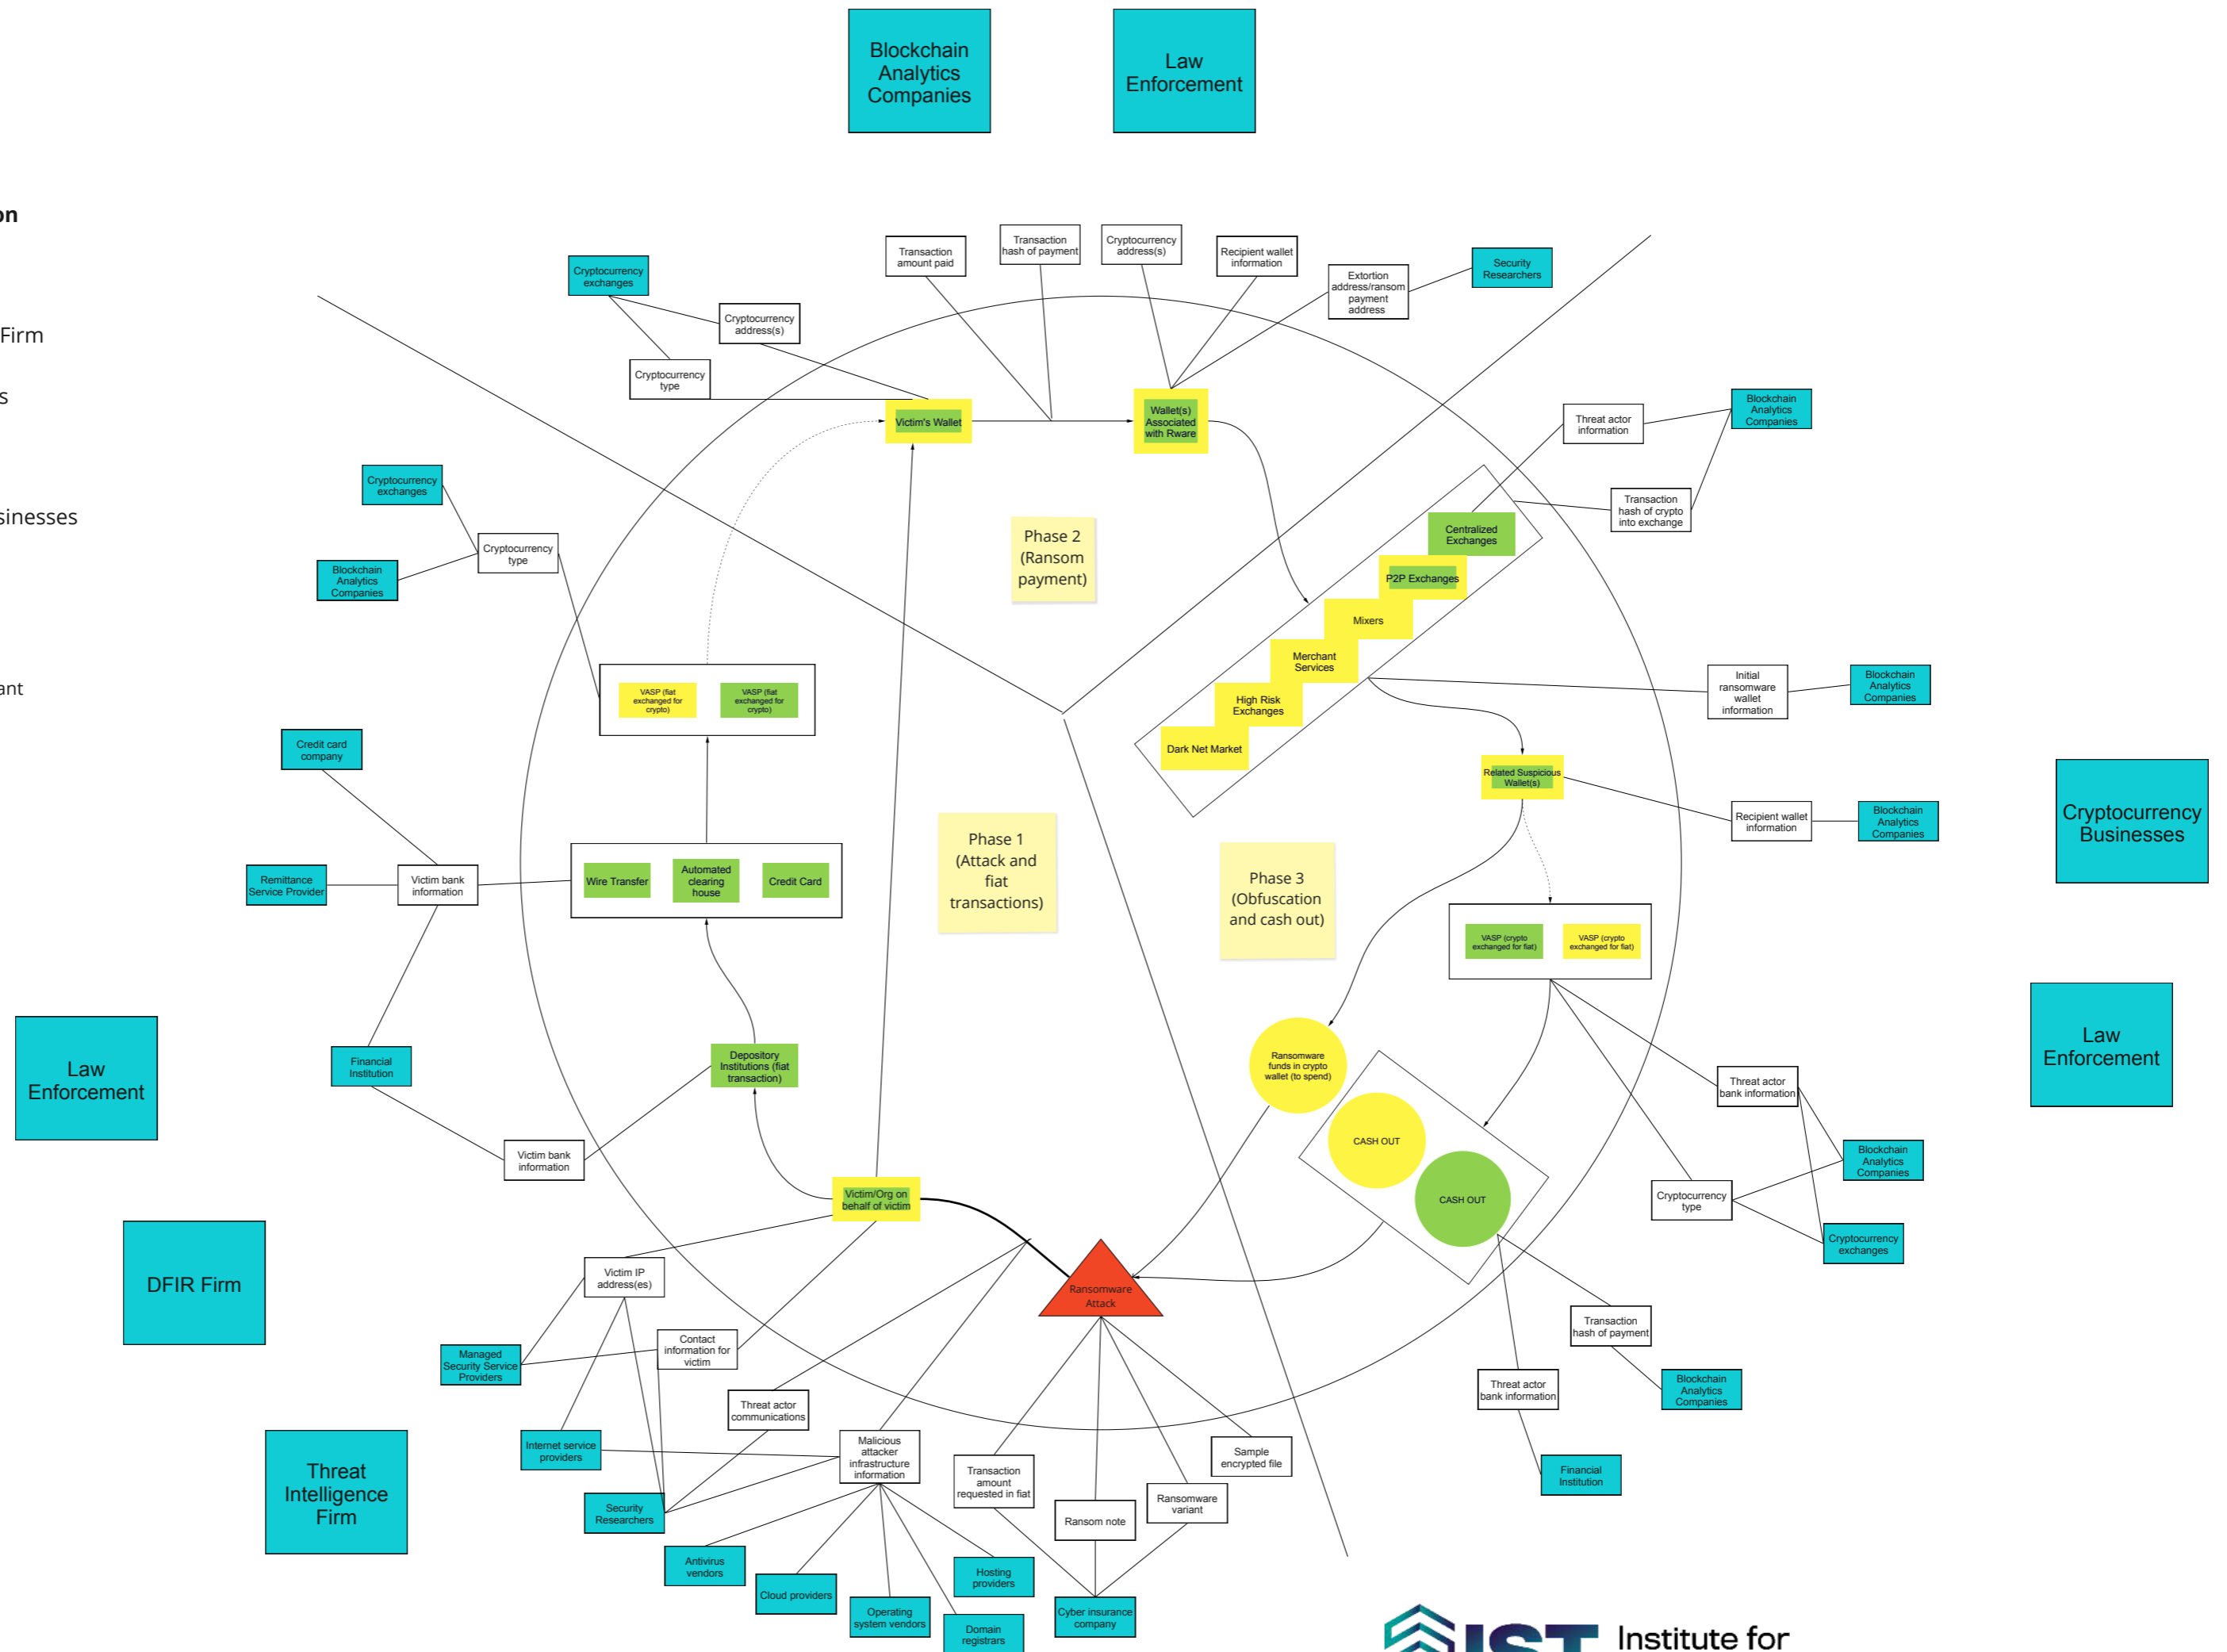 Blockchain
Analytics
Companies
Law
Enforcement
on
Firm
s
sinesses
ant
Cryptocurrency
exchanges
Cryptocurrency
address(s)
Cryptocurrency
type
Transaction
amount paid
Transaction
hash of payment
Cryptocurrency
address(s)
Recipient wallet
information
Extortion
address/ransom
payment
address
Security
Researchers
Victim's Wallet
Wallet(s)
Associated
with Rware
Threat actor
information
Blockchain
Analytics
Companies
Transaction
hash of crypto
into exchange
Cryptocurrency
exchanges
Cryptocurrency
type
Blockchain
Analytics
Companies
Phase 2
(Ransom
payment)
Centralized
Exchanges
P2P Exchanges
Mixers
Merchant
Services
High Risk
Exchanges
Dark Net Market
VASP (fiat
exchanged for
crypto)
VASP (fiat
exchanged for
crypto)
Initial
ransomware
wallet
information
Blockchain
Analytics
Companies
Related Suspicious
Wallet(s)
Recipient wallet
information
Blockchain
Analytics
Companies
Cryptocurrency
Businesses
Credit card
company
Remittance
Service Provider
Victim bank
information
Wire Transfer
Automated
clearing
house
Credit Card
Phase 1
(Attack and
fiat
transactions)
Phase 3
(Obfuscation
and cash out)
VASP (crypto
exchanged for fiat)
VASP (crypto
exchanged for fiat)
Law
Enforcement
Financial
Institution
Depository
Institutions (fiat
transaction)
Victim bank
information
Ransomware
funds in crypto
wallet (to spend)
CASH OUT
CASH OUT
Law
Enforcement
Threat actor
bank information
Blockchain
Analytics
Companies
Cryptocurrency
type
Cryptocurrency
exchanges
Victim/Org on
behalf of victim
DFIR Firm
Victim IP
address(es)
Ransomware
Attack
Managed
Security Service
Providers
Contact
information for
victim
Transaction
hash of payment
Threat actor
bank information
Blockchain
Analytics
Companies
Threat actor
communications
Threat
Intelligence
Firm
Internet service
providers
Malicious
attacker
infrastructure
information
Sample
encrypted file
Transaction
amount
requested in fiat
Financial
Institution
Security
Researchers
Ransom note
Ransomware
variant
Antivirus
vendors
Cloud providers
Operating
system vendors
Domain
registrars
Hosting
providers
Cyber insurance
company
IST
Institute for